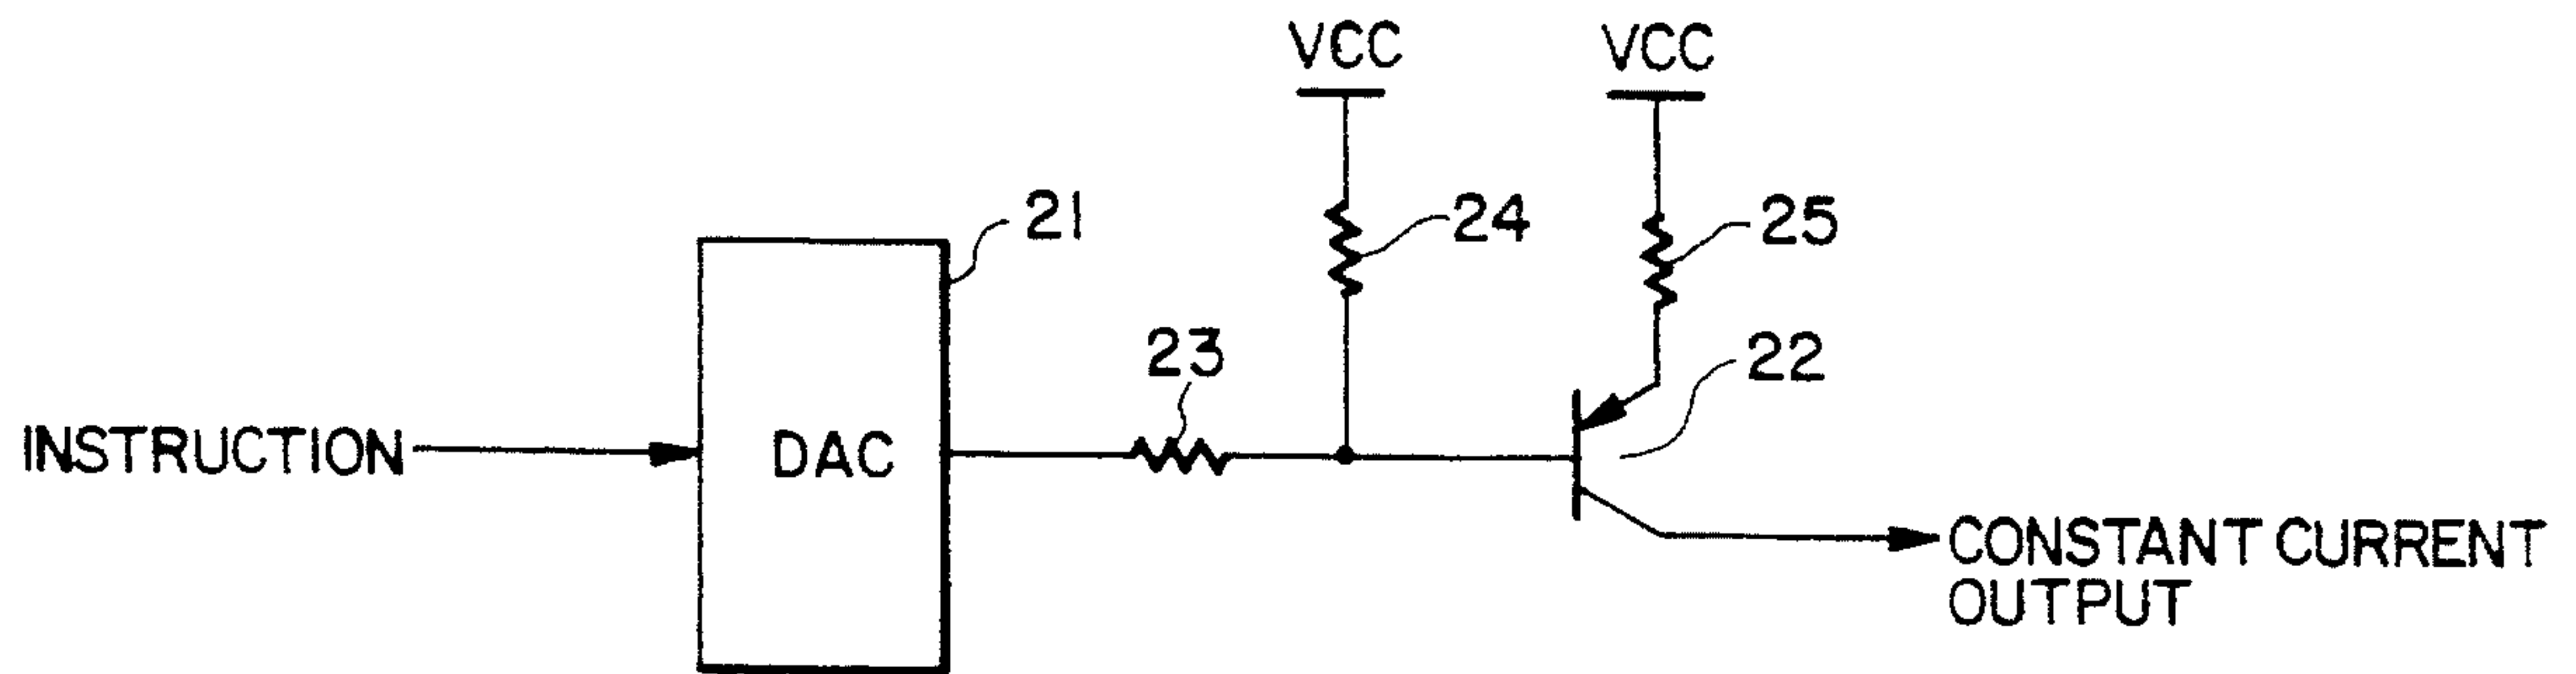 VCC
VCC
21
24
25
23
22
INSTRUCTION
DAC
CONSTANT CURRENT
OUTPUT